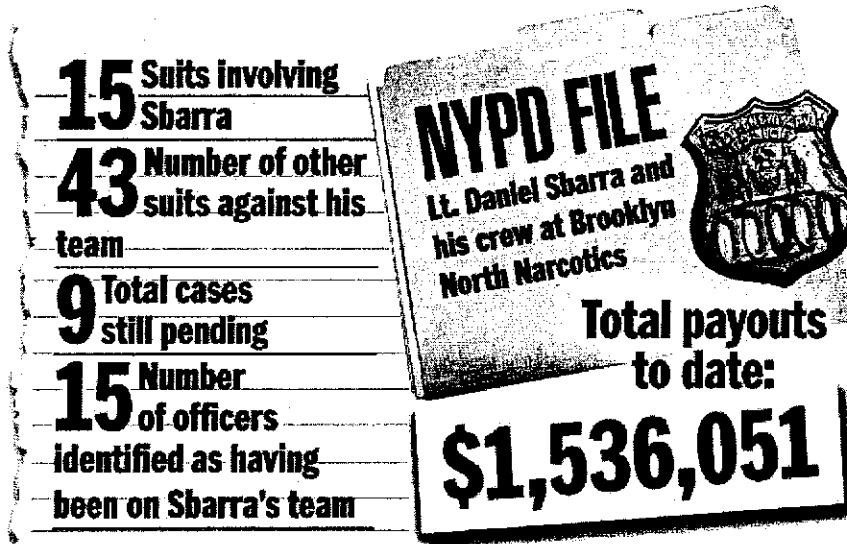 15 Suits involving
Sbarra
43 Number of other
suits against his
team
9 Total cases
still pending
15 Number
of officers
identified as having
been on Sbarra's team
NYPD FILE
Lt. Daniel Sbarra and
his crew at Brooklyn
North Narcotics
Total payouts
to date:
$1,536,051